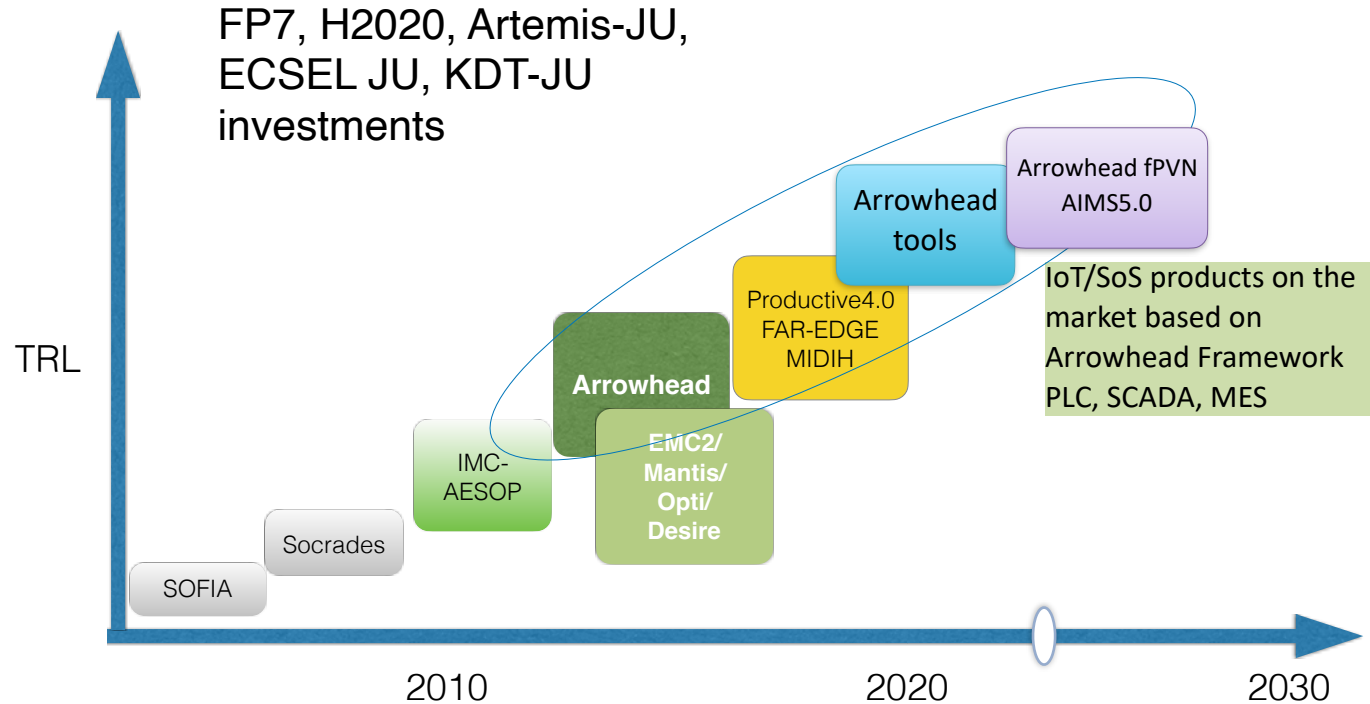 FP7, H2020, Artemis-JU,
ECSEL JU, KDT-JU
investments
Arrowhead fPVN
AIMS5.0
Arrowhead
tools
IoT/SoS products on the
market based on
Arrowhead Framework
PLC, SCADA, MES
Productive4.0
FAR-EDGE
MIDIH
TRL
Arrowhead
EMC2/
Mantis/
Opti/
Desire
IMC-
AESOP
Socrades
SOFIA
2010
2020
2030